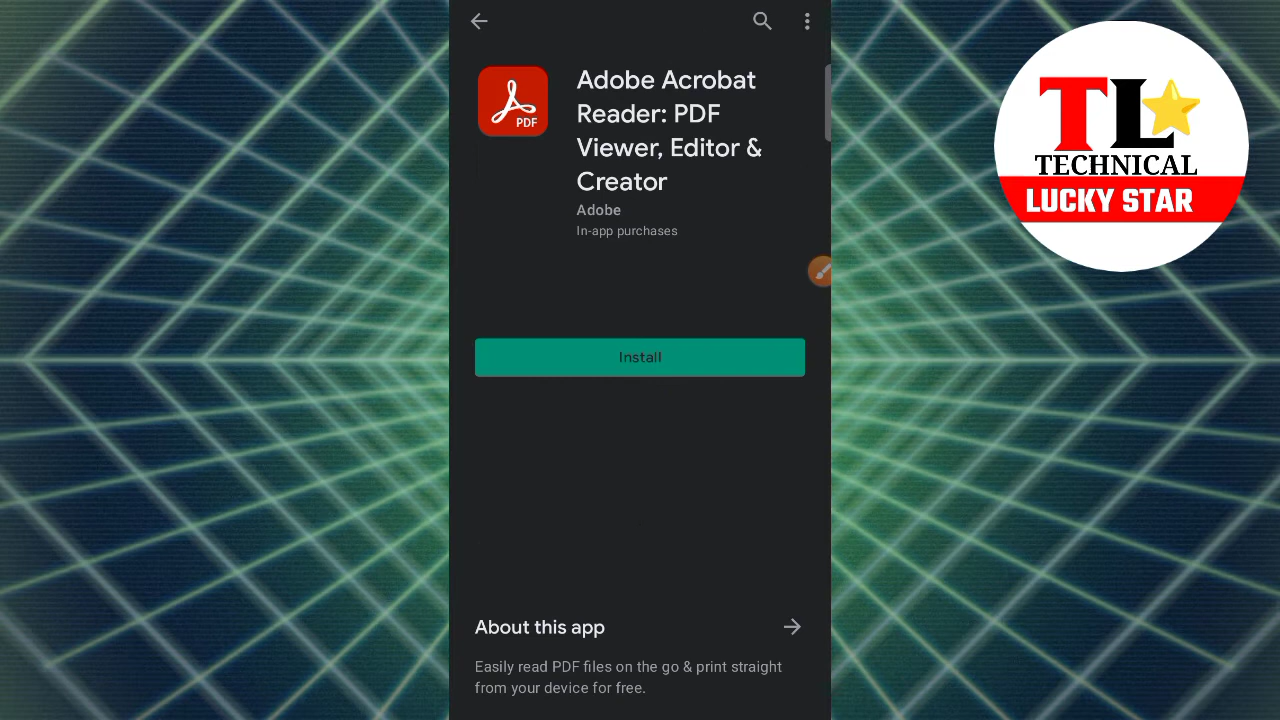 Adobe Acrobat
Reader: PDF
Viewer, Editor &
Creator
PDF
Adobe
In-app purchases
Install
About this app
Easily read PDF files on the go & print straight
from your device for free.
TL
TECHNICAL
LUCKY STAR